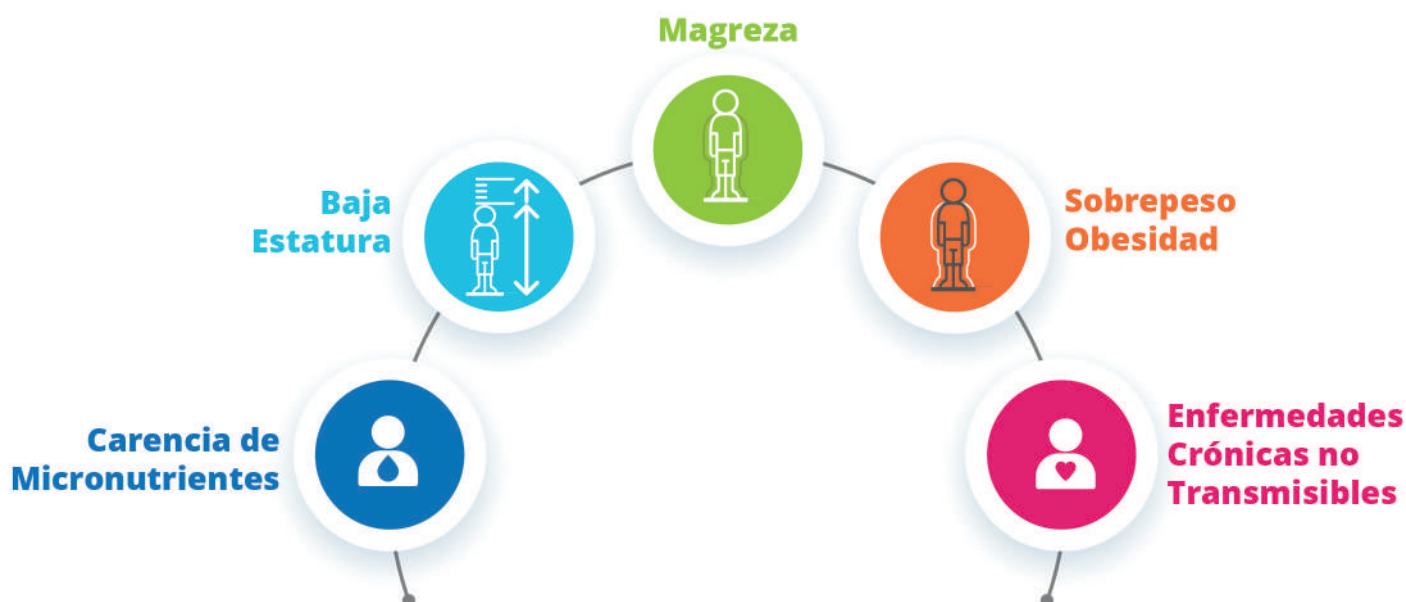 Magreza
Baja
Estatura
Sobrepeso
Obesidad
Carencia de
Micronutrientes
Enfermedades
Crónicas no
Transmisibles